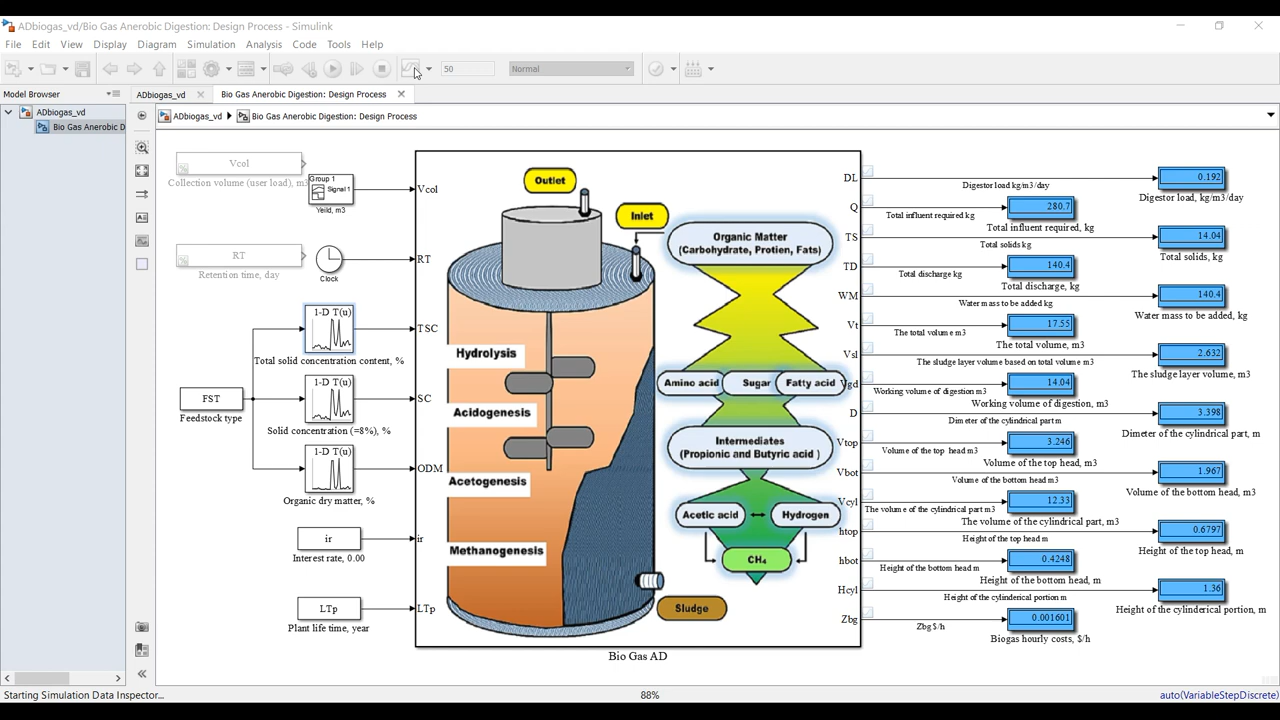 ADbiogas_vd/Bio Gas Anerobic Digestion: Design Process - Simulink
File Edit View Display Diagram Simulation Analysis Code Tools Help
50 Normal
Model Browser
ADbiogas_vd
Bio Gas Anerobic D
ADbiogas_vd Bio Gas Anerobic Digestion: Design Process
ADbiogas_vd Bio Gas Anerobic Digestion: Design Process
Vcol
Collection volume (user load), m3
Group 1
Signal 1
Yeild, m3
RT
Retention time, day
Clock
1-D T(u)
Total solid concentration content, %
FST
Feedstock type
1-D T(u)
Solid concentration (=8%), %
1-D T(u)
Organic dry matter, %
ir
Interest rate, 0.00
LTp
Plant life time, year
Vcol
RT
TSC
SC
ODM
ir
LTp
Outlet
Inlet
Hydrolysis
Acidogenesis
Acetogenesis
Methanogenesis
Sludge
Organic Matter
(Carbohydrate, Protien, Fats)
Amino acid Sugar Fatty acid
Intermediates
(Propionic and Butyric acid )
Acetic acid Hydrogen
CH₄
Bio Gas AD
DL
Q
TS
TD
WM
Vt
Vsl
Vgd
D
Vtop
Vbot
Vcyl
htop
hbot
Hcyl
Zbg
Digestor load kg/m3/day
Total influent required kg
Total solids kg
Total discharge kg
Water mass to be added kg
The total volume m3
The sludge layer volume based on total volume m3
Working volume of digestion m3
Dimeter of the cylindrical part m
Volume of the top head m3
Volume of the bottom head m3
The volume of the cylindrical part m3
Height of the top head m
Height of the bottom head m
Height of the cylinderical portion m
Zbg $/h
0.192
Digestor load, kg/m3/day
280.7
Total influent required, kg
14.04
Total solids, kg
140.4
Total discharge, kg
140.4
Water mass to be added, kg
17.55
The total volume, m3
2.632
The sludge layer volume, m3
14.04
Working volume of digestion, m3
3.398
Dimeter of the cylindrical part, m
3.246
Volume of the top head, m3
1.967
Volume of the bottom head, m3
12.33
The volume of the cylindrical part, m3
0.6797
Height of the top head, m
0.4248
Height of the bottom head, m
1.36
Height of the cylinderical portion, m
0.001601
Biogas hourly costs, $/h
Starting Simulation Data Inspector... 88% auto(VariableStepDiscrete)